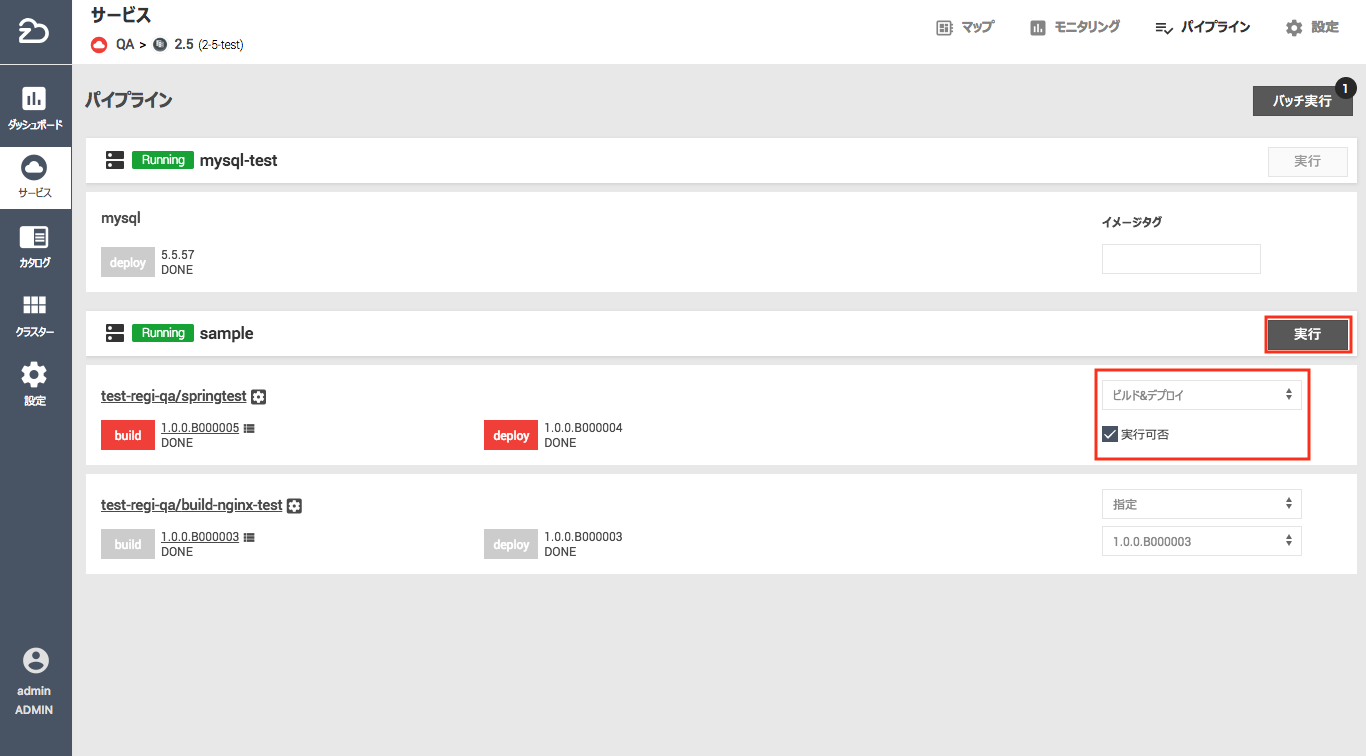 サービス
QA > 2.5 (2-5-test)
マップ
モニタリング
パイプライン
設定
ダッシュボード
サービス
カタログ
クラスター
設定
admin
ADMIN
パイプライン
バッチ実行
1
Running mysql-test
実行
mysql
イメージタグ
deploy
5.5.57
DONE
Running sample
実行
test-regi-qa/springtest
ビルド&デプロイ
build
1.0.0.B000005
DONE
deploy
1.0.0.B000004
DONE
実行可否
test-regi-qa/build-nginx-test
指定
build
1.0.0.B000003
DONE
deploy
1.0.0.B000003
DONE
1.0.0.B000003